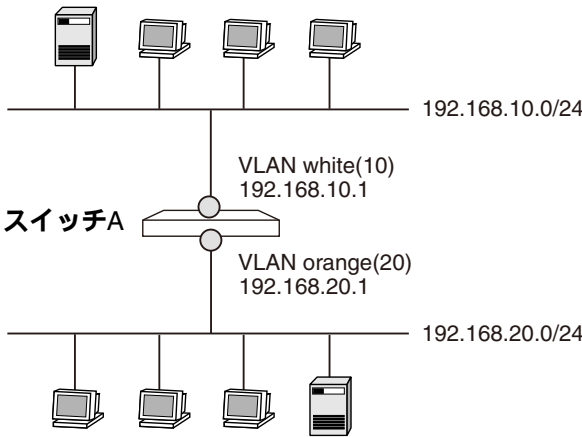 192.168.10.0/24
VLAN white(10)
192.168.10.1
スイッチA
VLAN orange(20)
192.168.20.1
192.168.20.0/24